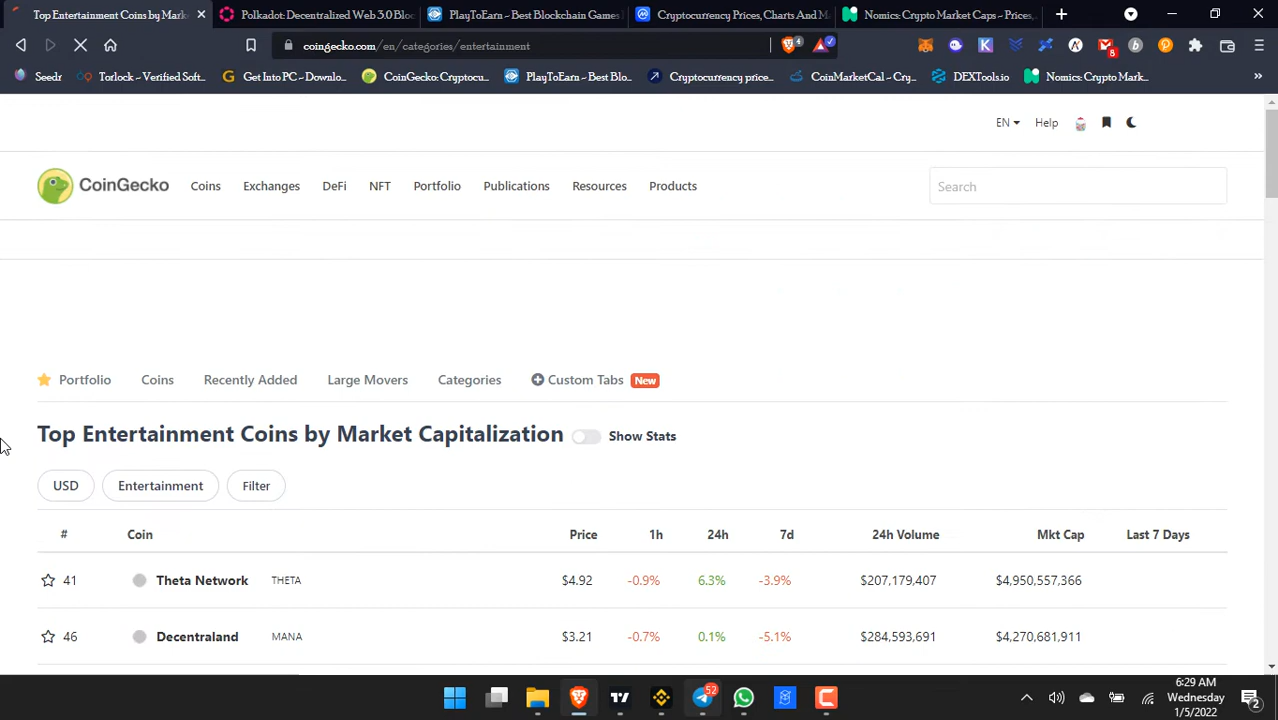 Top Entertainment Coins by Mark
Polkadot: Decentralized Web 3.0 Bloc
PlayToEarn - Best Blockchain Games
Cryptocurrency Prices, Charts And M
Nomics: Crypto Market Caps - Prices,
coingecko.com/en/categories/entertainment
4
8
Seedr
Torlock - Verified Soft...
Get Into PC - Downlo...
CoinGecko: Cryptocu...
PlayToEarn - Best Blo...
Cryptocurrency price...
CoinMarketCal - Cry...
DEXTools.io
Nomics: Crypto Mark...
EN
Help
CoinGecko
Coins
Exchanges
DeFi
NFT
Portfolio
Publications
Resources
Products
Search
Portfolio
Coins
Recently Added
Large Movers
Categories
Custom Tabs
New
Top Entertainment Coins by Market Capitalization
Show Stats
USD
Entertainment
Filter
# Coin Price 1h 24h 7d 24h Volume Mkt Cap Last 7 Days
41 Theta Network THETA $4.92 -0.9% 6.3% -3.9% $207,179,407 $4,950,557,366
46 Decentraland MANA $3.21 -0.7% 0.1% -5.1% $284,593,691 $4,270,681,911
52
6:29 AM
Wednesday
1/5/2022
2